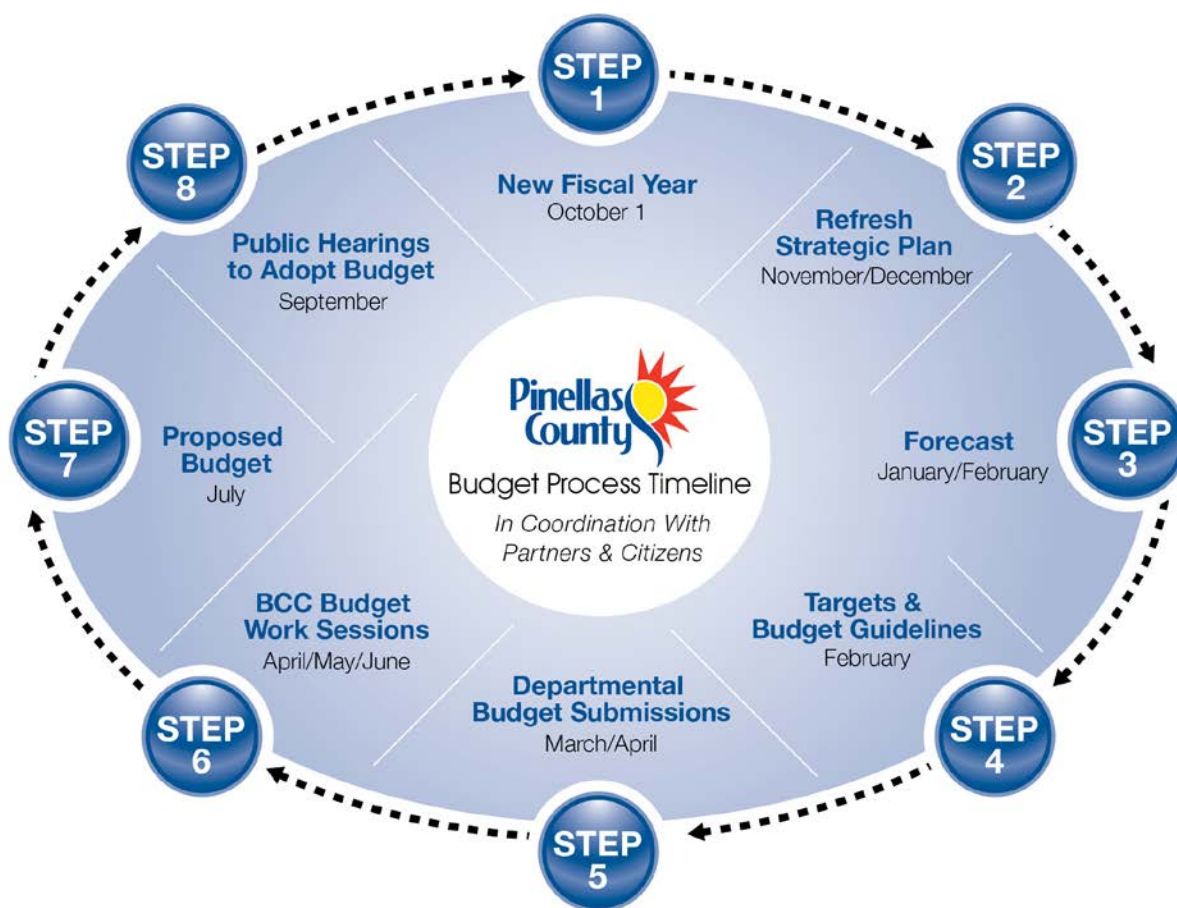 STEP
1
New Fiscal Year
October 1
STEP
2
Refresh
Strategic Plan
November/December
STEP
3
Forecast
January/February
STEP
4
Targets &
Budget Guidelines
February
STEP
5
Departmental
Budget Submissions
March/April
STEP
6
BCC Budget
Work Sessions
April/May/June
STEP
7
Proposed
Budget
July
STEP
8
Public Hearings
to Adopt Budget
September
Pinellas
County
Budget Process Timeline
In Coordination With
Partners & Citizens